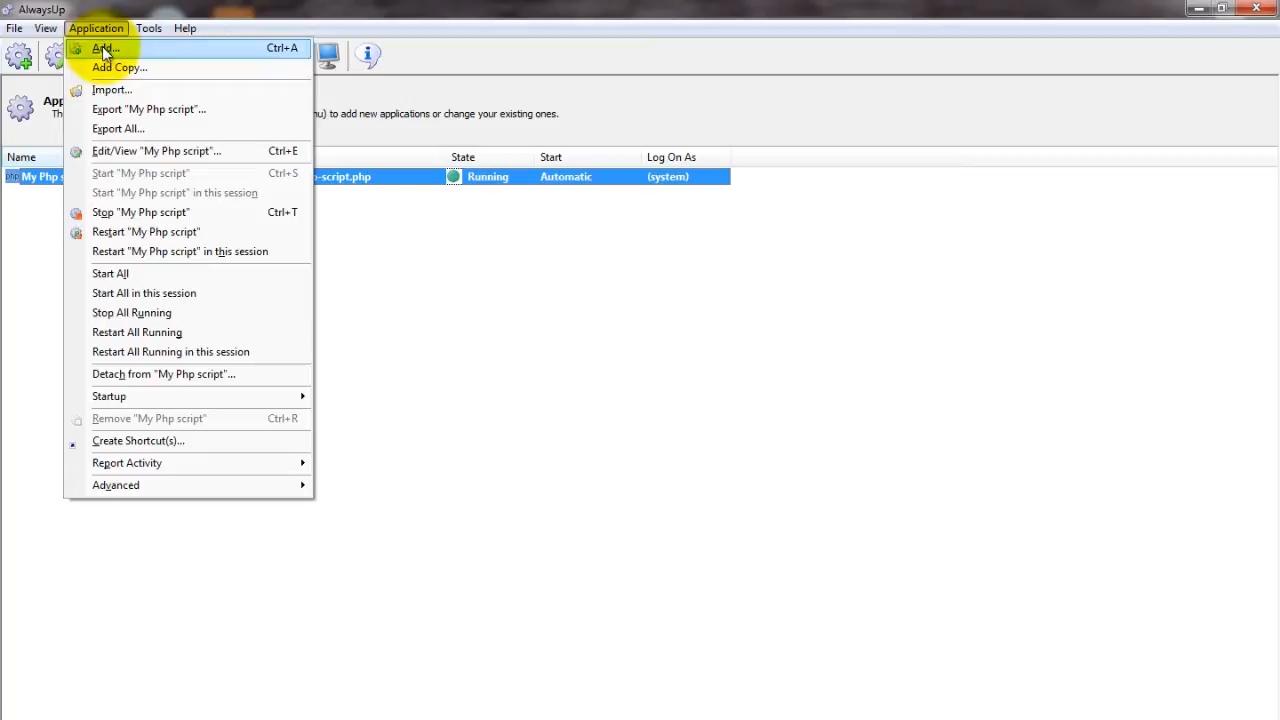 AlwaysUp
File View Application Tools Help
Add... Ctrl+A
Add Copy...
Import...
Export "My Php script"...
Export All...
Edit/View "My Php script"... Ctrl+E
Start "My Php script" Ctrl+S
Start "My Php script" in this session
Stop "My Php script" Ctrl+T
Restart "My Php script"
Restart "My Php script" in this session
Start All
Start All in this session
Stop All Running
Restart All Running
Restart All Running in this session
Detach from "My Php script"...
Startup
Remove "My Php script" Ctrl+R
Create Shortcut(s)...
Report Activity
Advanced
App
nu) to add new applications or change your existing ones.
Name State Start Log On As
php My Php s p-script.php Running Automatic (system)